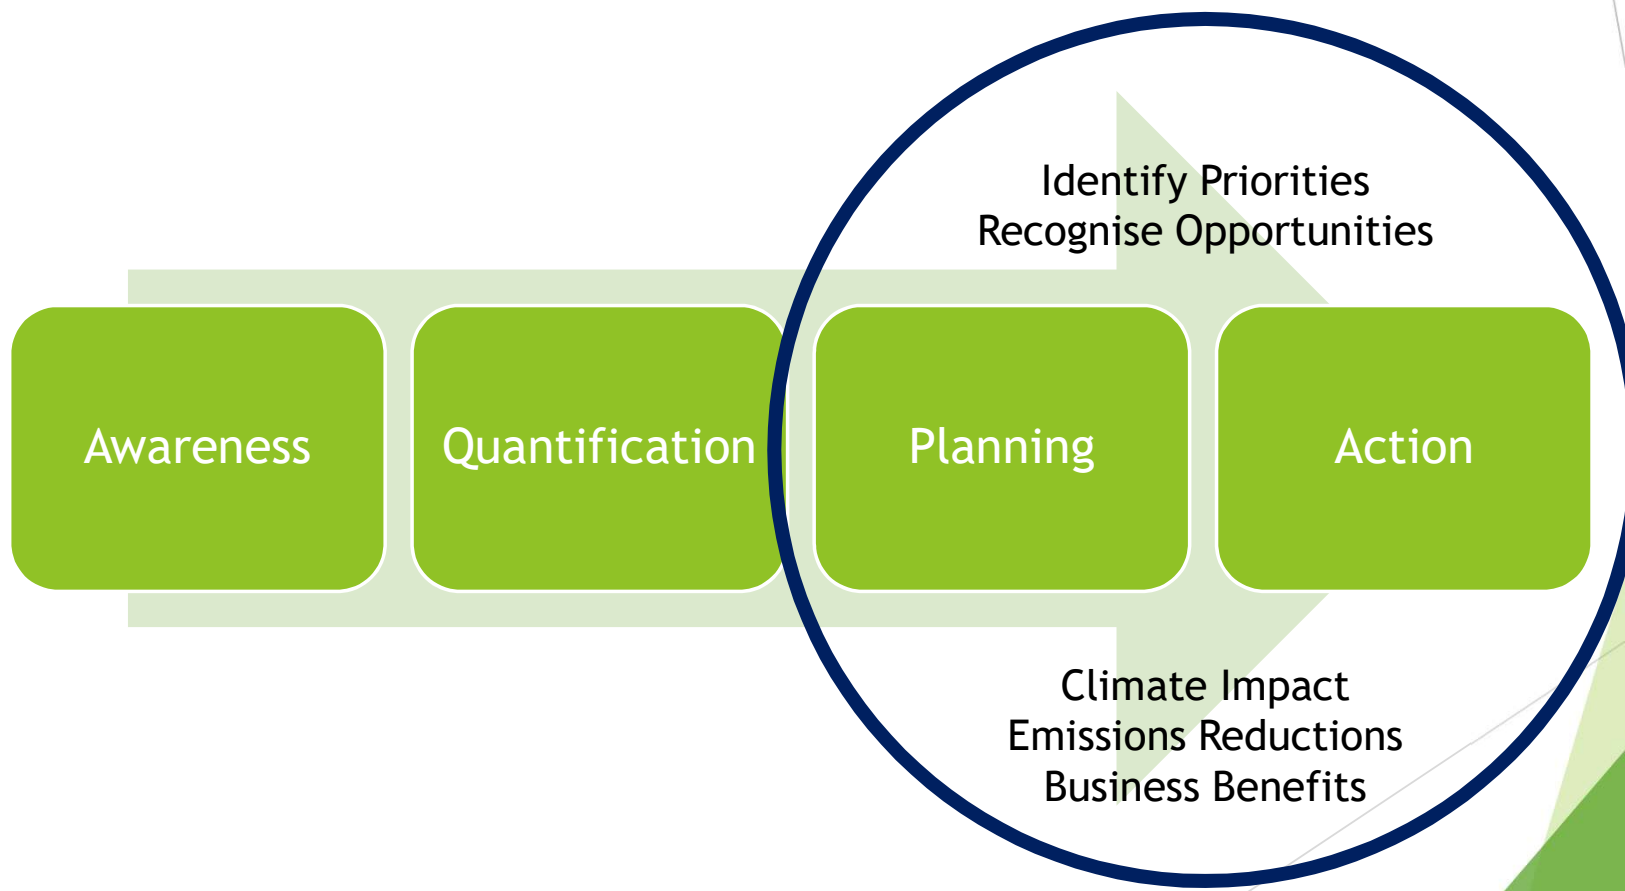 Identify Priorities
Recognise Opportunities
Awareness
Quantification
Planning
Action
Climate Impact
Emissions Reductions
Business Benefits